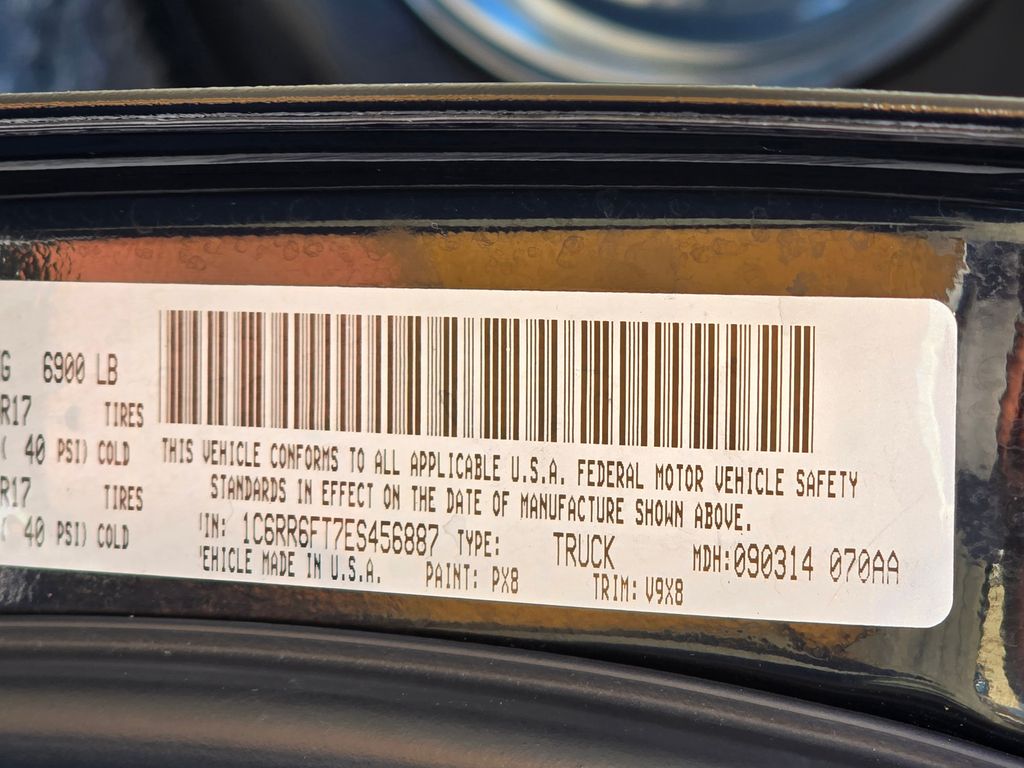 G 6900 LB
R17 TIRES
( 40 PSI) COLD
R17 TIRES
( 40 PSI) COLD
THIS VEHICLE CONFORMS TO ALL APPLICABLE U.S.A. FEDERAL MOTOR VEHICLE SAFETY
STANDARDS IN EFFECT ON THE DATE OF MANUFACTURE SHOWN ABOVE.
IN: 1C6RR6FT7ES456887 TYPE: TRUCK MDH:090314 070AA
EHICLE MADE IN U.S.A. PAINT: PX8 TRIM: V9X8